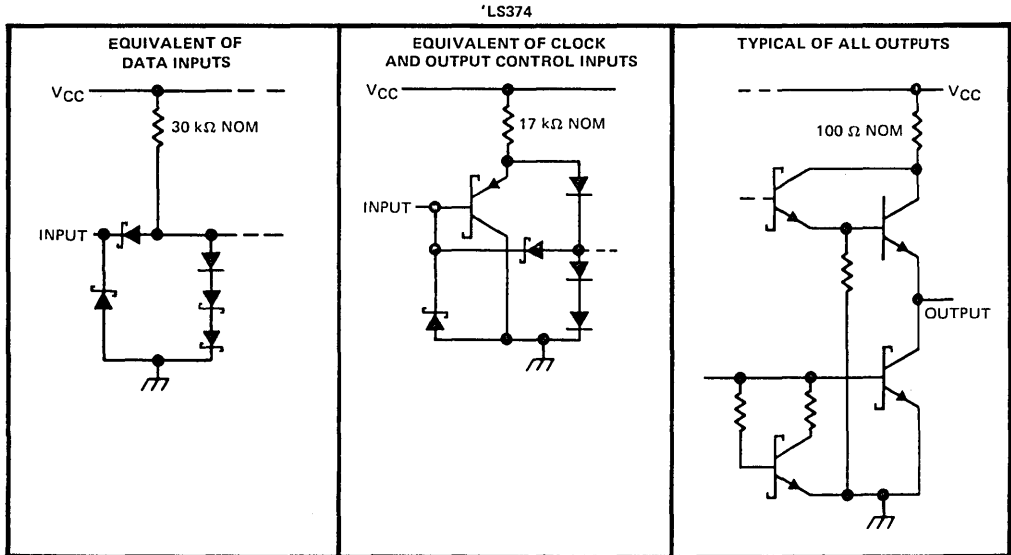 'LS374
EQUIVALENT OF
DATA INPUTS
VCC
30 kΩ NOM
INPUT
EQUIVALENT OF CLOCK
AND OUTPUT CONTROL INPUTS
VCC
17 kΩ NOM
INPUT
TYPICAL OF ALL OUTPUTS
VCC
100 Ω NOM
OUTPUT